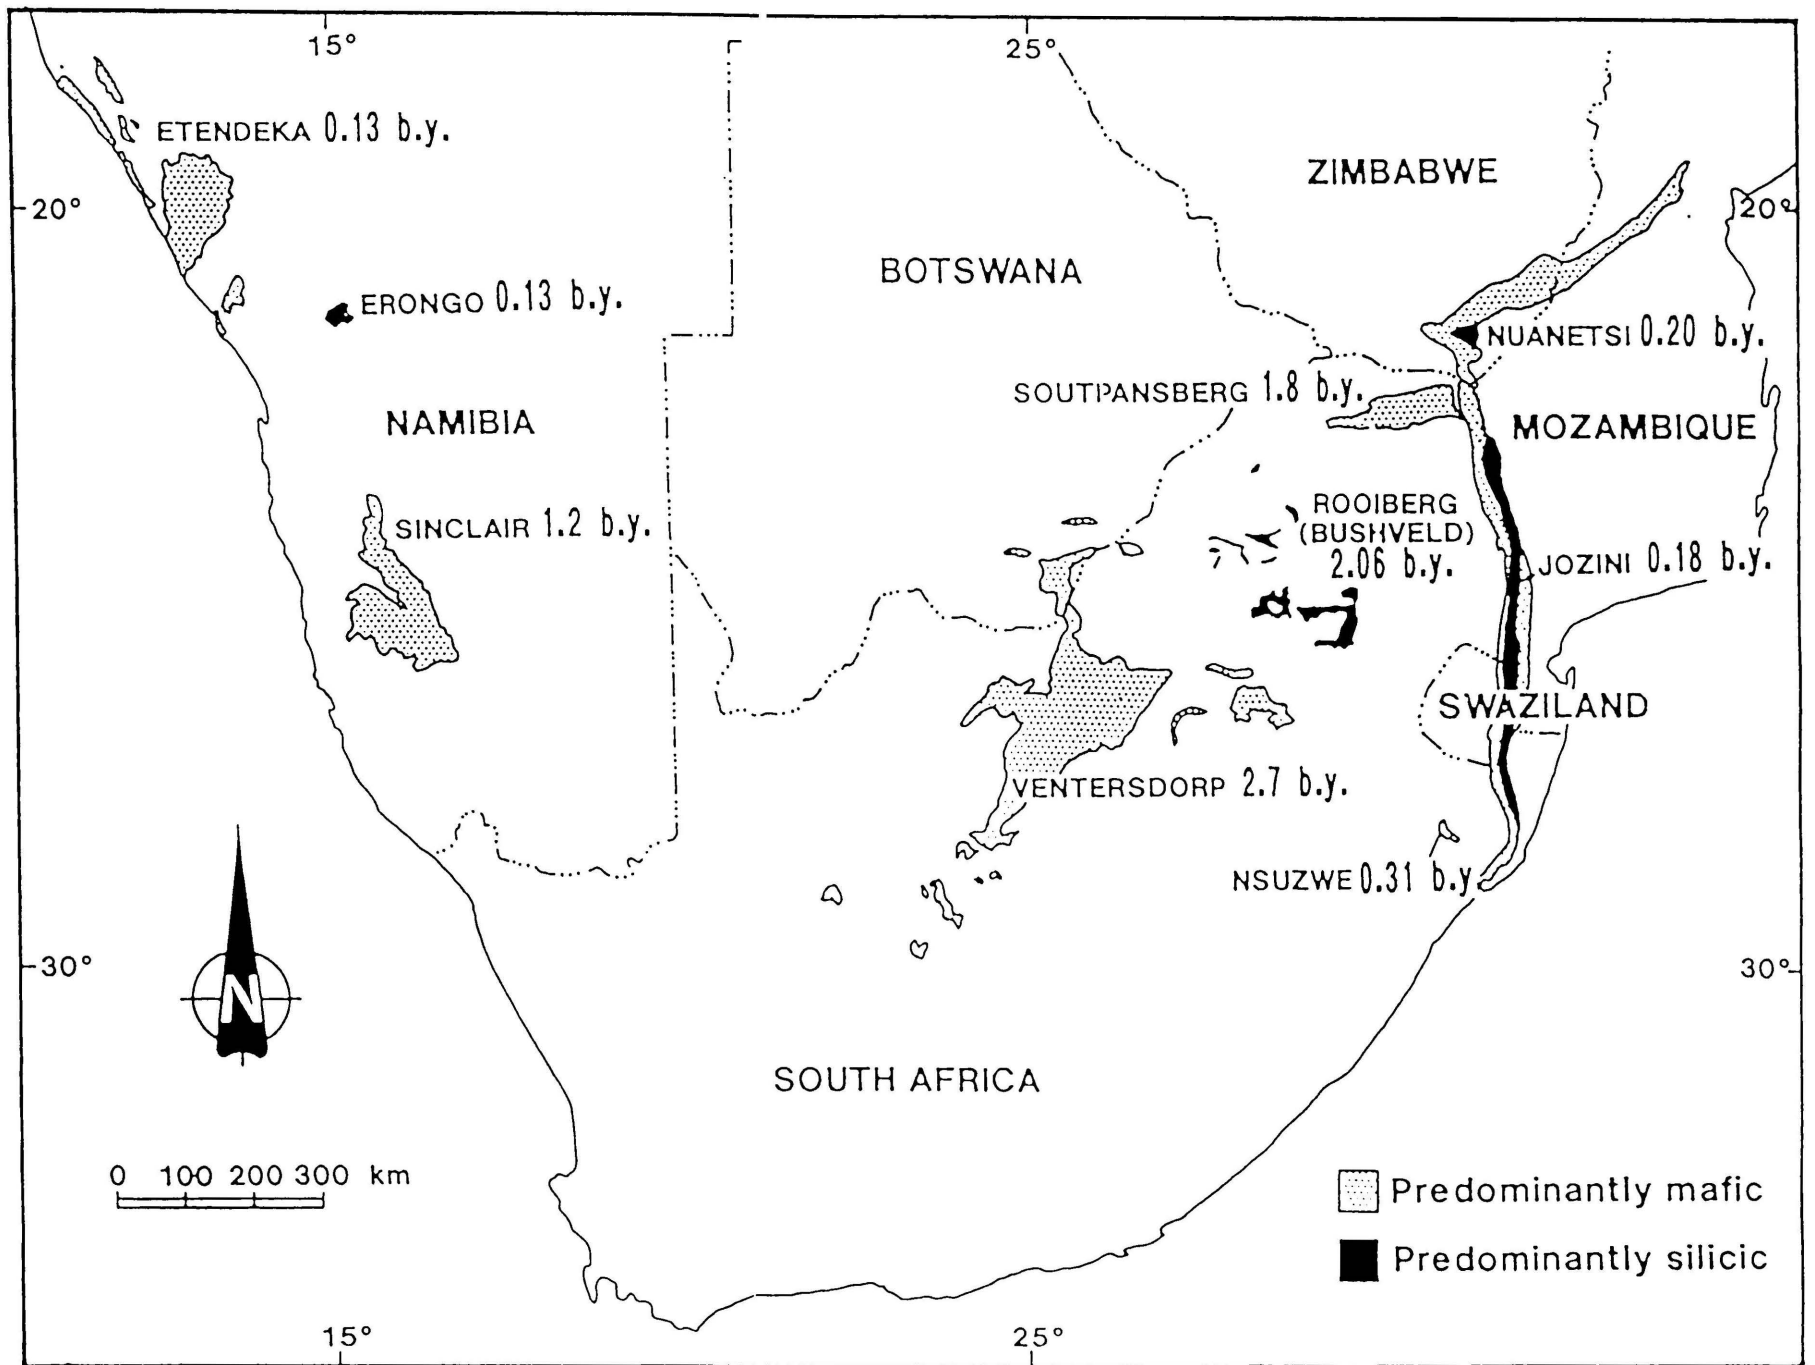 15°
25°
ETENDEKA 0.13 b.y.
ZIMBABWE
20°
20°
BOTSWANA
ERONGO 0.13 b.y.
NUANETSI 0.20 b.y.
SOUTPANSBERG 1.8 b.y.
NAMIBIA
MOZAMBIQUE
SINCLAIR 1.2 b.y.
ROOIBERG
(BUSHVELD)
2.06 b.y.
JOZINI 0.18 b.y.
SWAZILAND
VENTERSDORP 2.7 b.y.
NSUZWE 0.31 b.y.
30°
30°
N
SOUTH AFRICA
0 100 200 300 km
Predominantly mafic
Predominantly silicic
15°
25°